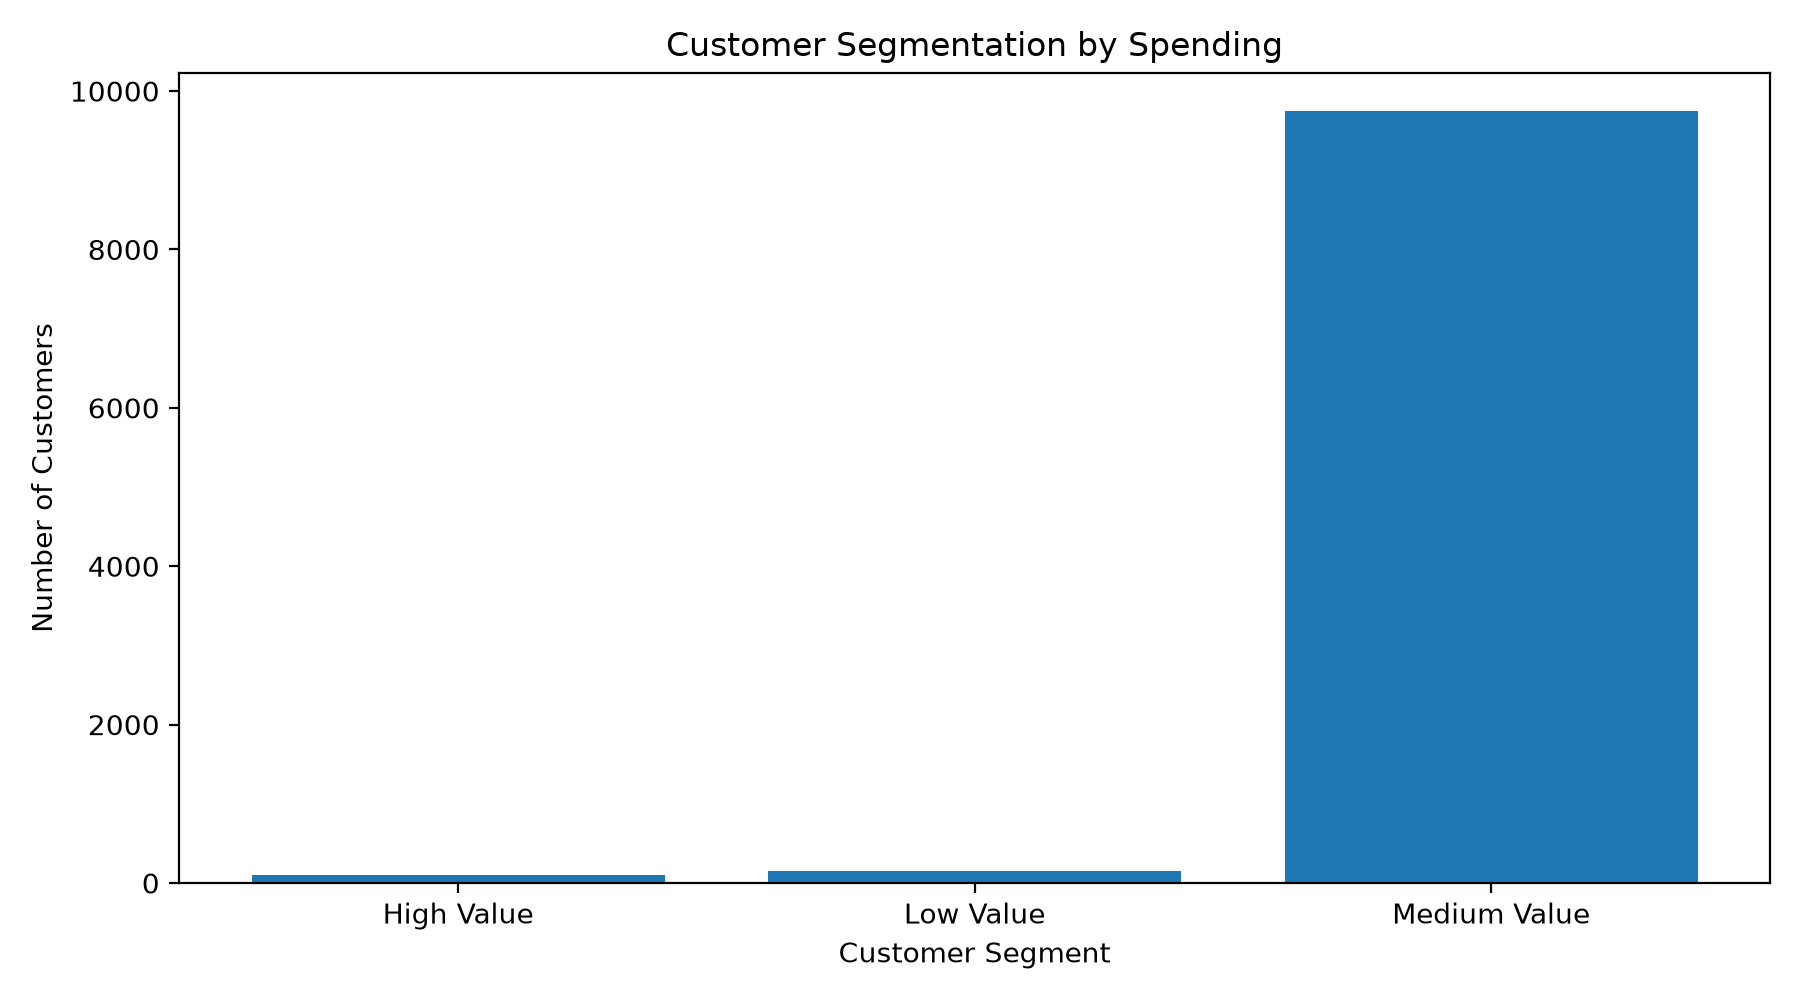 Customer Segmentation by Spending
10000
8000
6000
4000
2000
0
Number of Customers
High Value
Low Value
Medium Value
Customer Segment